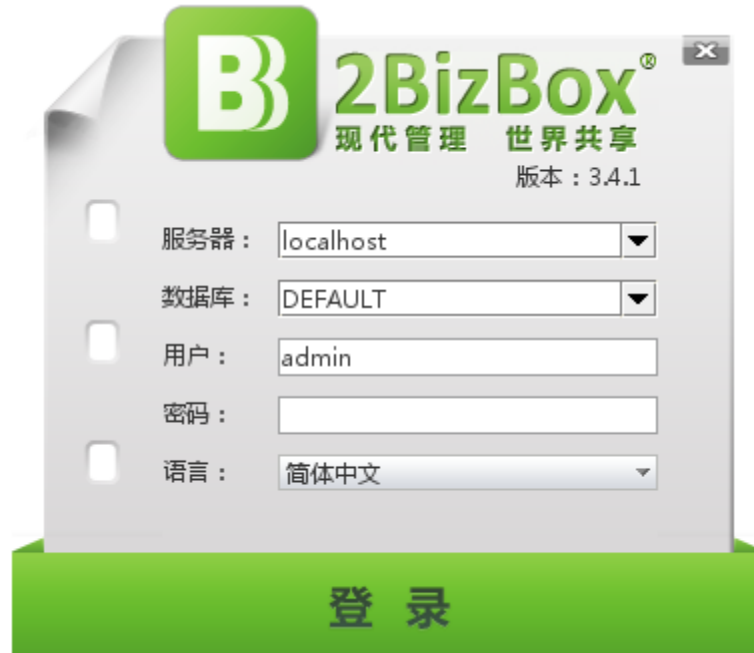 B
2BizBox®
现代管理 世界共享
版本：3.4.1
服务器： localhost
数据库： DEFAULT
用户： admin
密码：
语言： 简体中文
登 录